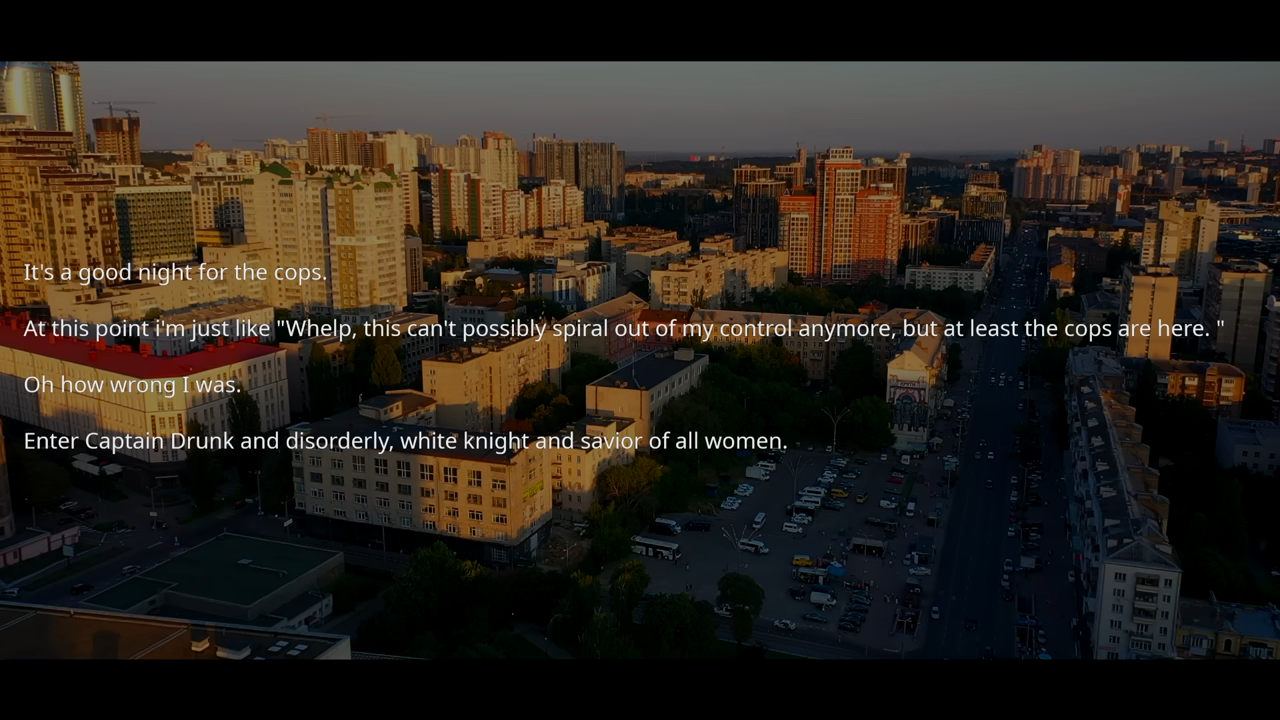 It's a good night for the cops.
At this point i'm just like "Whelp, this can't possibly spiral out of my control anymore, but at least the cops are here. "
Oh how wrong I was.
Enter Captain Drunk and disorderly, white knight and savior of all women.